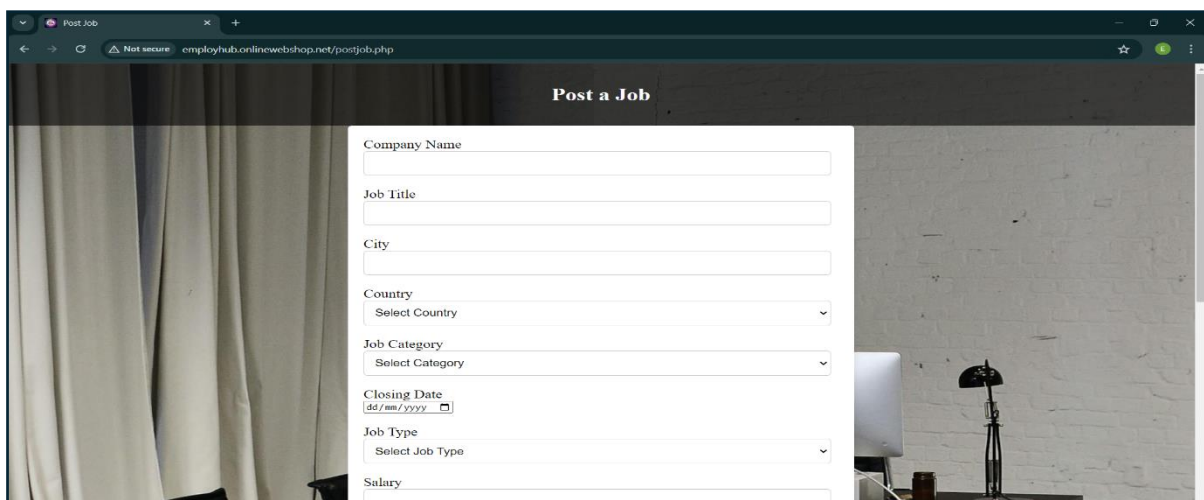 Post Job
Not secure employhub.onlinewebshop.net/postjob.php
E
Post a Job
Company Name
Job Title
City
Country
Select Country
Job Category
Select Category
Closing Date
dd/mm/yyyy
Job Type
Select Job Type
Salary